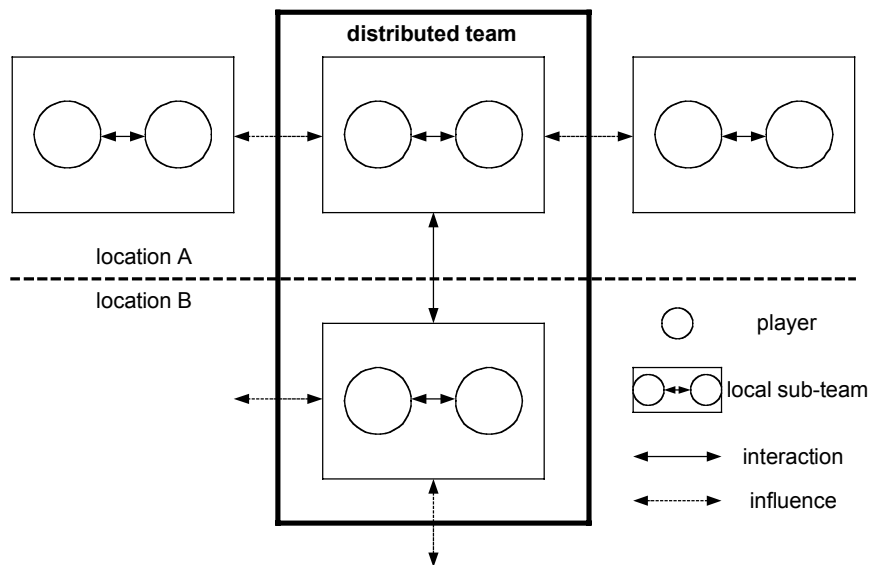 distributed team
location A
location B
player
local sub-team
interaction
influence